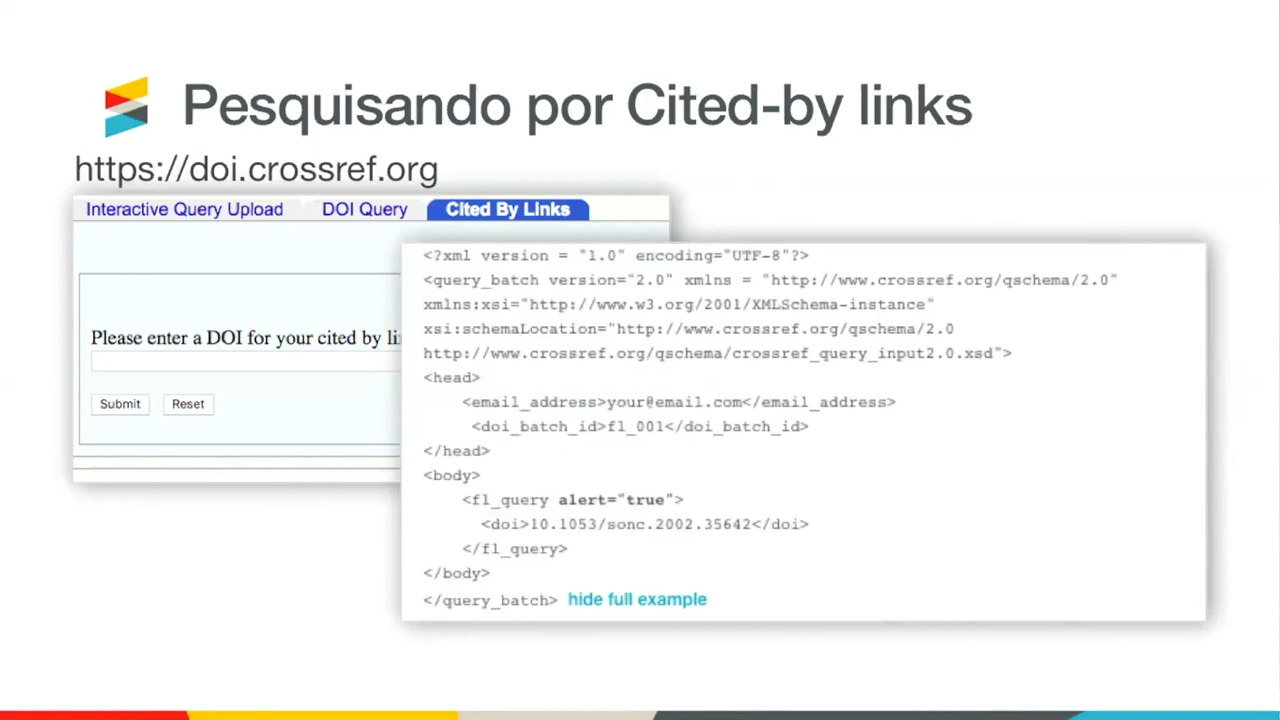 Pesquisando por Cited-by links
https://doi.crossref.org
Interactive Query Upload
DOI Query
Cited By Links
Please enter a DOI for your cited by
Submit
Reset
<?xml version = "1.0" encoding="UTF-8"?>
<query_batch version="2.0" xmlns = "http://www.crossref.org/qschema/2.0"
xmlns:xsi="http://www.w3.org/2001/XMLSchema-instance"
xsi:schemaLocation="http://www.crossref.org/qschema/2.0
http://www.crossref.org/qschema/crossref_query_input2.0.xsd">
<head>
<email_address>your@email.com</email_address>
<doi_batch_id>fl_001</doi_batch_id>
</head>
<body>
<fl_query alert="true">
<doi>10.1053/sonc.2002.35642</doi>
</fl_query>
</body>
</query_batch> hide full example